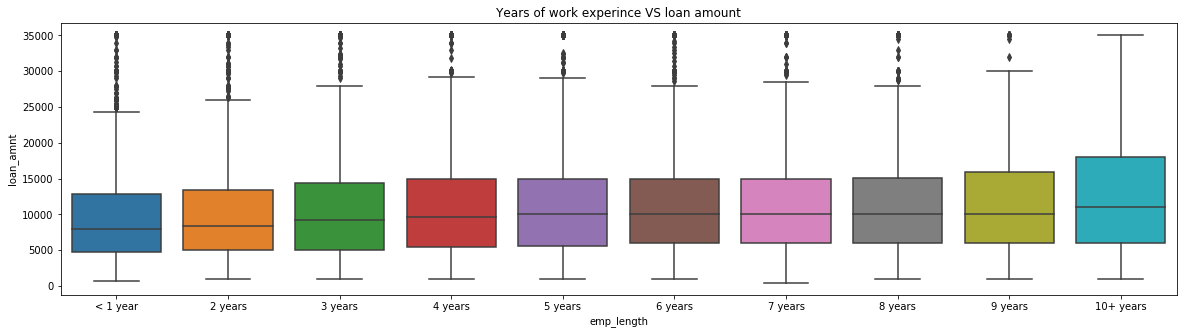 Years of work experince VS loan amount
35000
30000
25000
20000
15000
10000
5000
0
loan_amnt
< 1 year 2 years 3 years 4 years 5 years 6 years 7 years 8 years 9 years 10+ years
emp_length